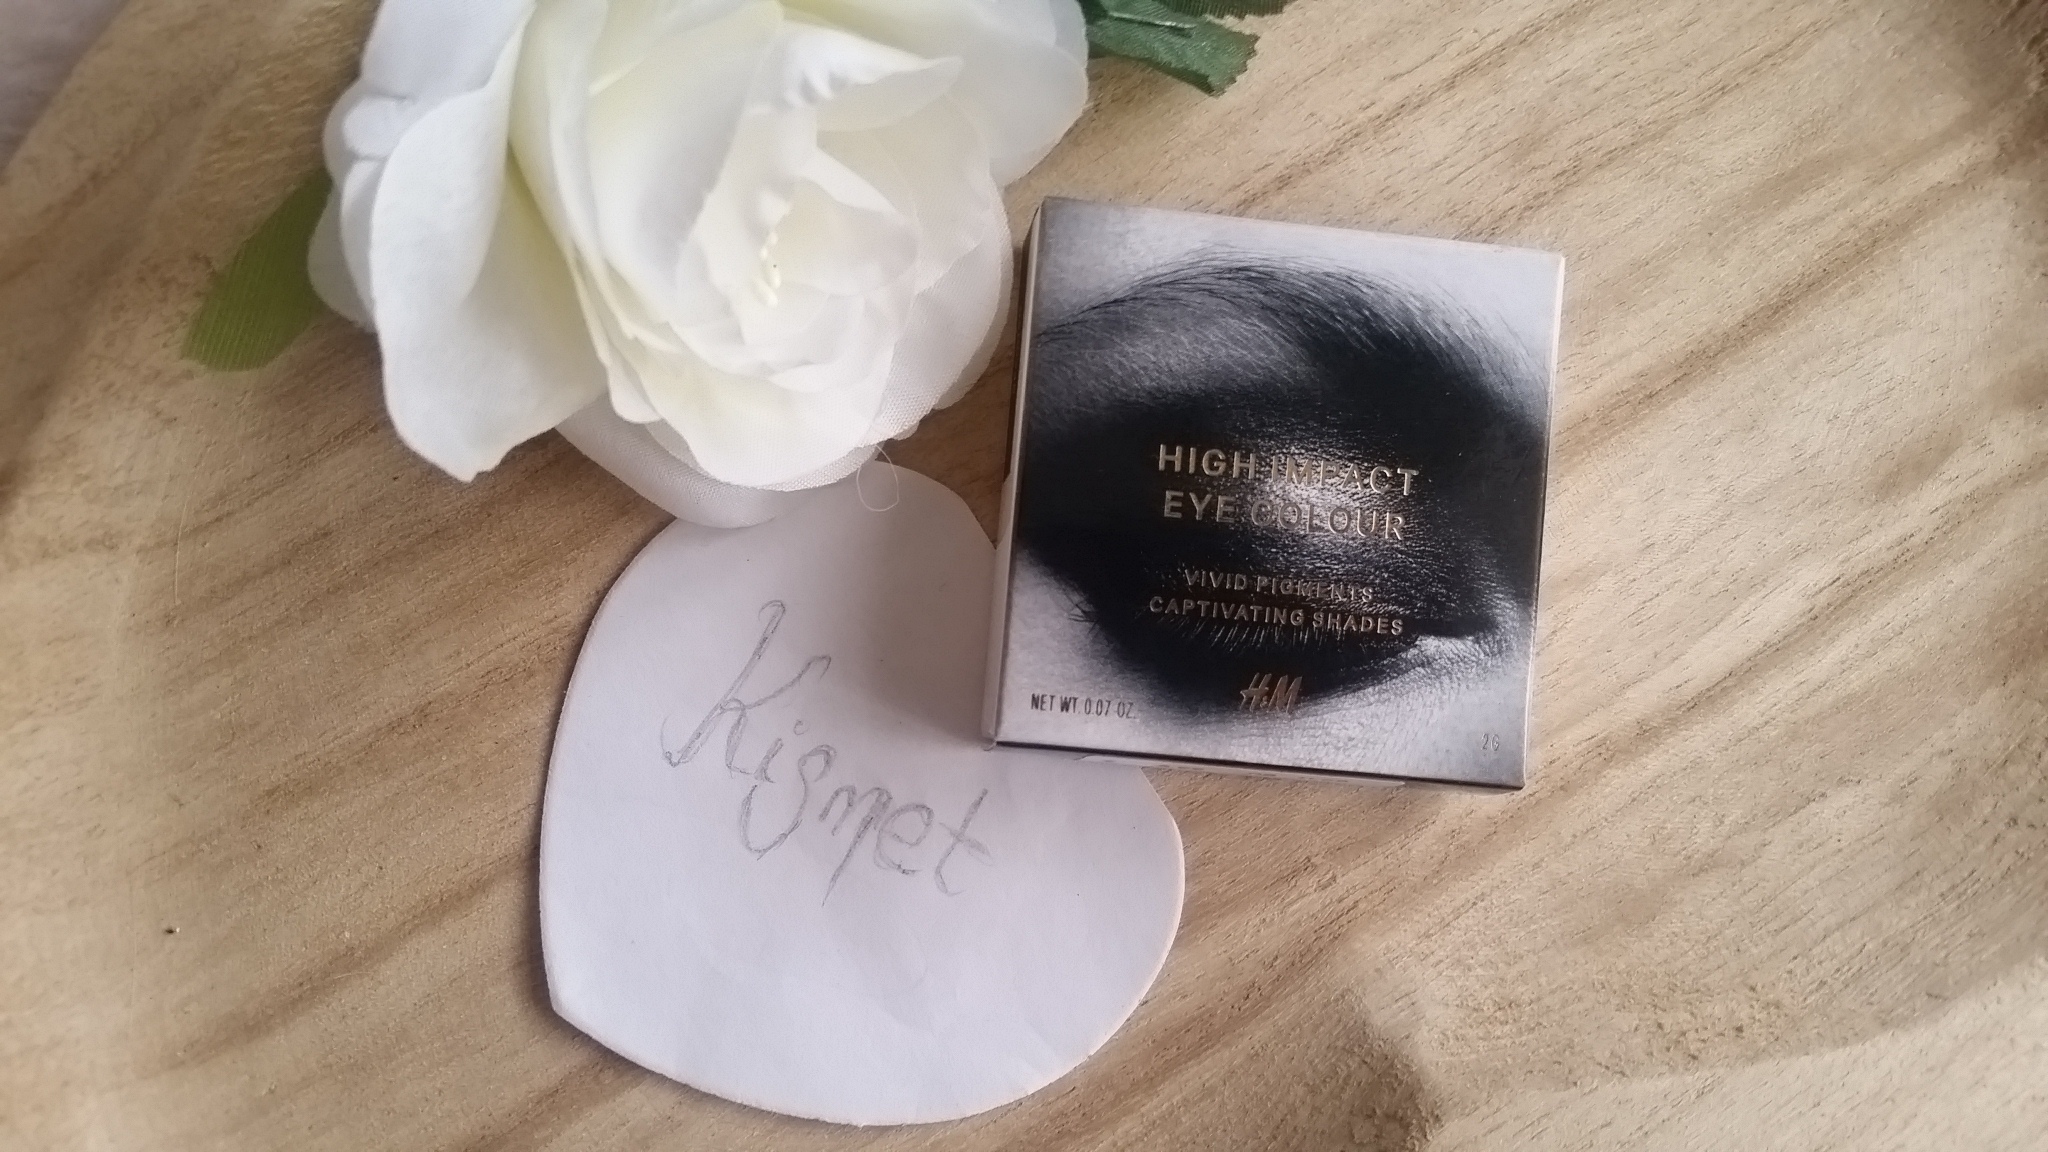 Kismet
HIGH IMPACT
EYE COLOUR
VIVID PIGMENTS
CAPTIVATING SHADES
H&M
NET WT. 0.07 OZ.
2G